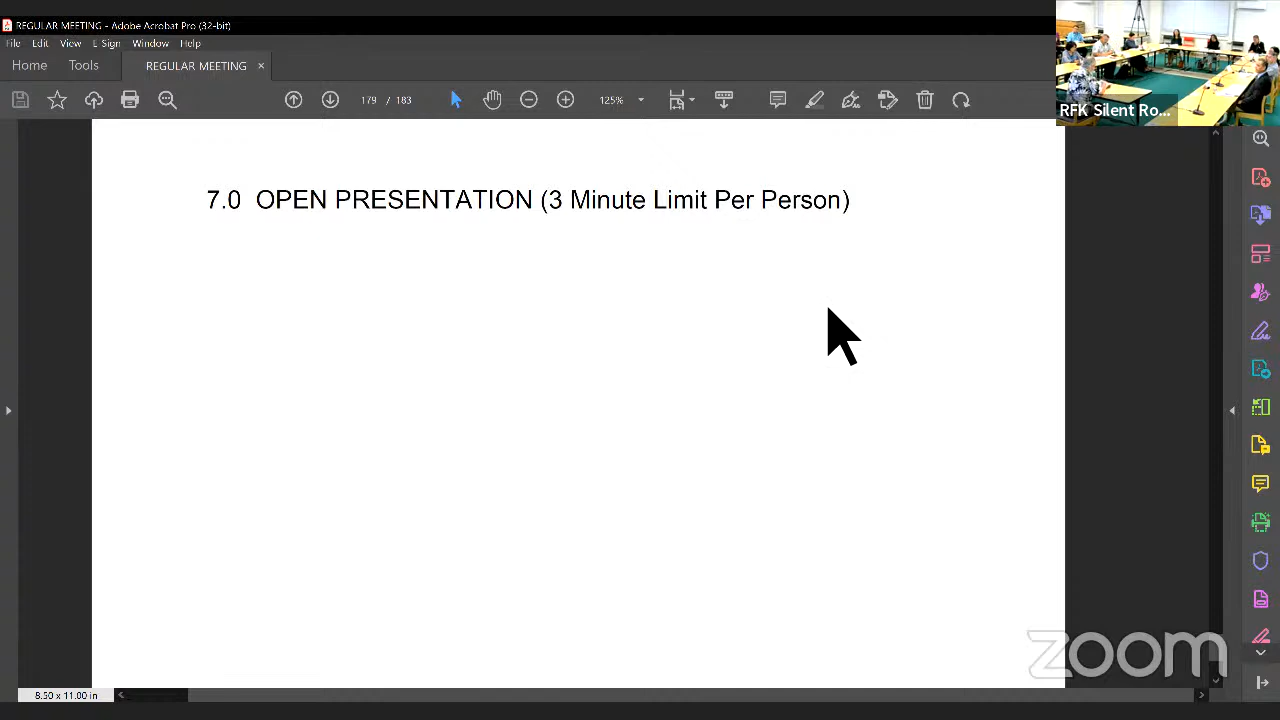 REGULAR MEETING - Adobe Acrobat Pro (32-bit)
File Edit View E-Sign Window Help
Home Tools REGULAR MEETING ×
179 / 183 125%
RFK Silent Ro...
7.0 OPEN PRESENTATION (3 Minute Limit Per Person)
zoom
8.50 x 11.00 in